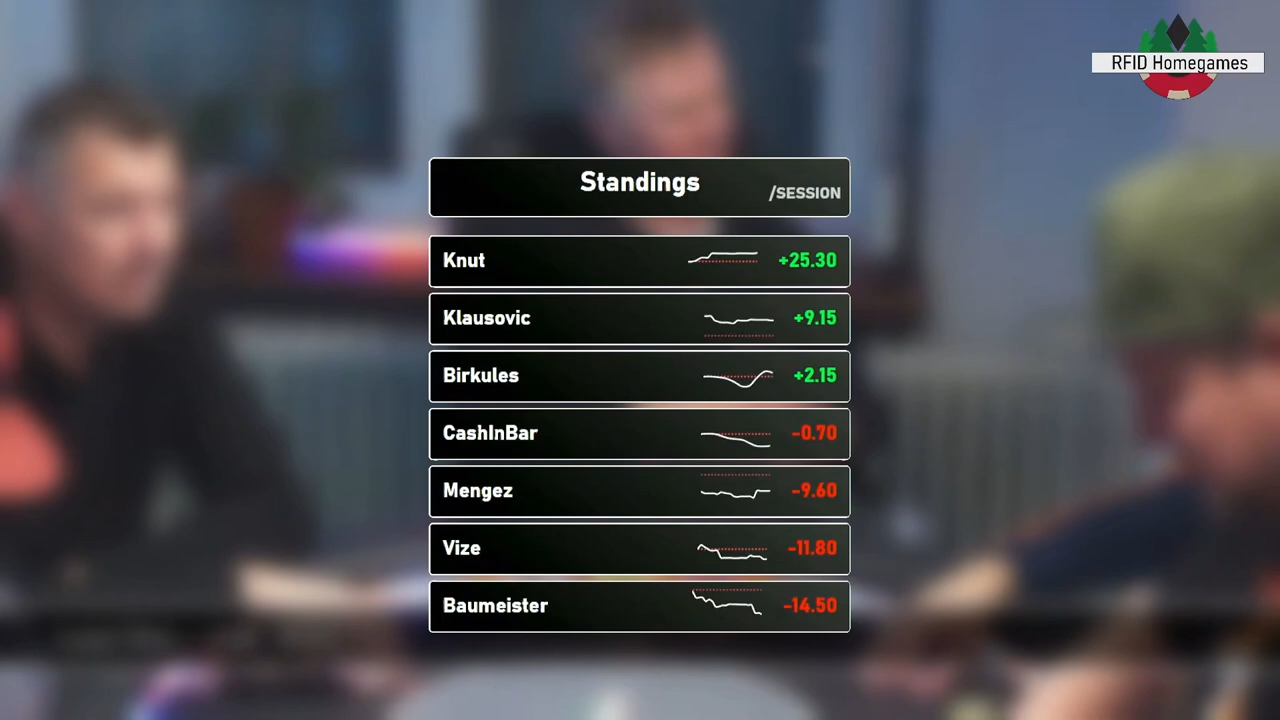 RFID Homegames
Standings
/SESSION
Knut +25.30
Klausovic +9.15
Birkules +2.15
CashInBar -0.70
Mengez -9.60
Vize -11.80
Baumeister -14.50